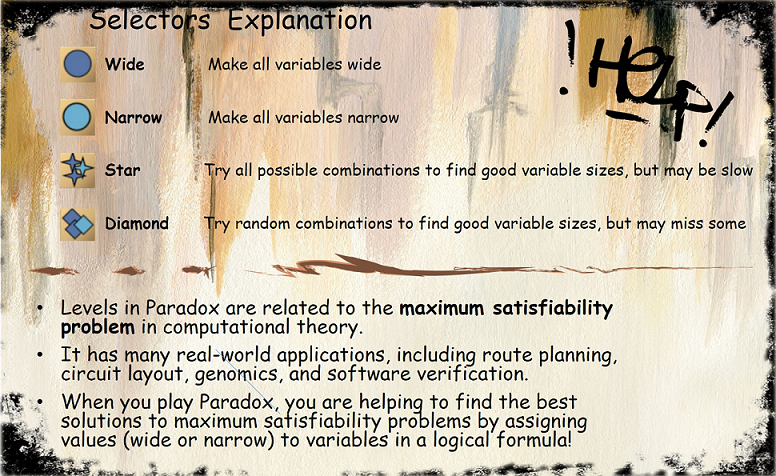 Selectors Explanation
!HELP!
Wide Make all variables wide
Narrow Make all variables narrow
Star Try all possible combinations to find good variable sizes, but may be slow
Diamond Try random combinations to find good variable sizes, but may miss some
• Levels in Paradox are related to the maximum satisfiability
problem in computational theory.
• It has many real-world applications, including route planning,
circuit layout, genomics, and software verification.
• When you play Paradox, you are helping to find the best
solutions to maximum satisfiability problems by assigning
values (wide or narrow) to variables in a logical formula!